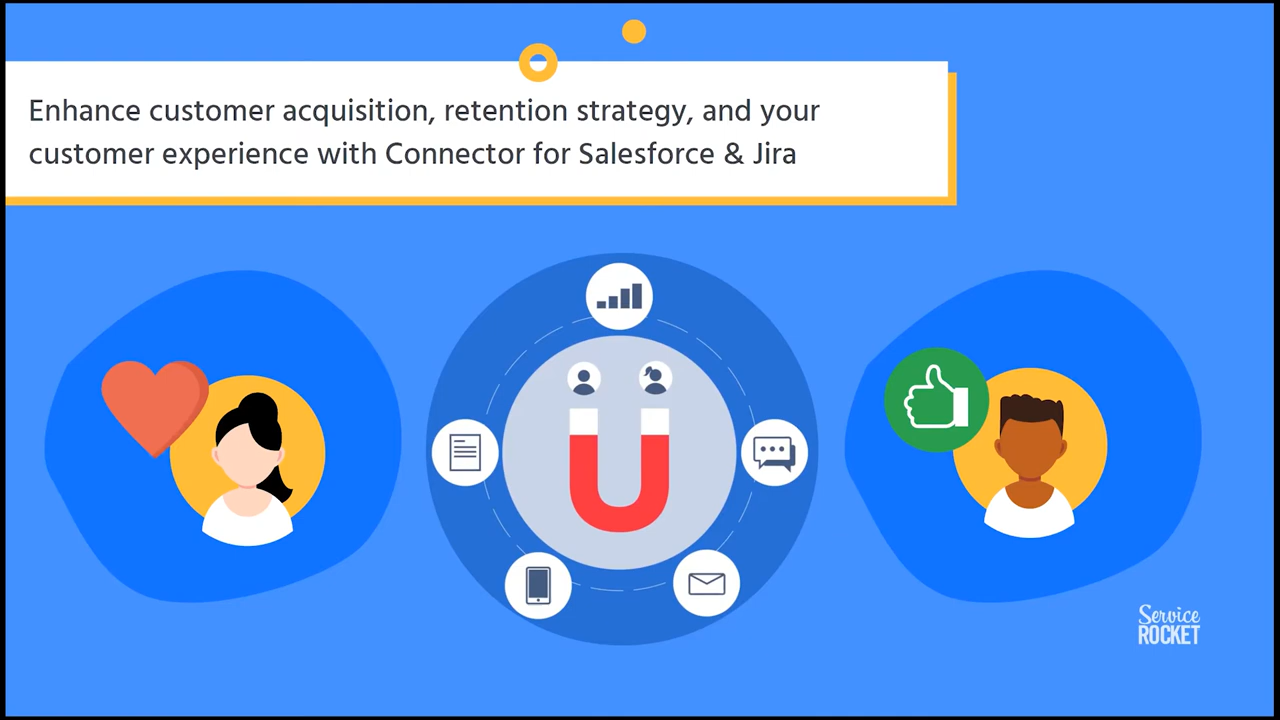 Enhance customer acquisition, retention strategy, and your
customer experience with Connector for Salesforce & Jira
Service
ROCKET